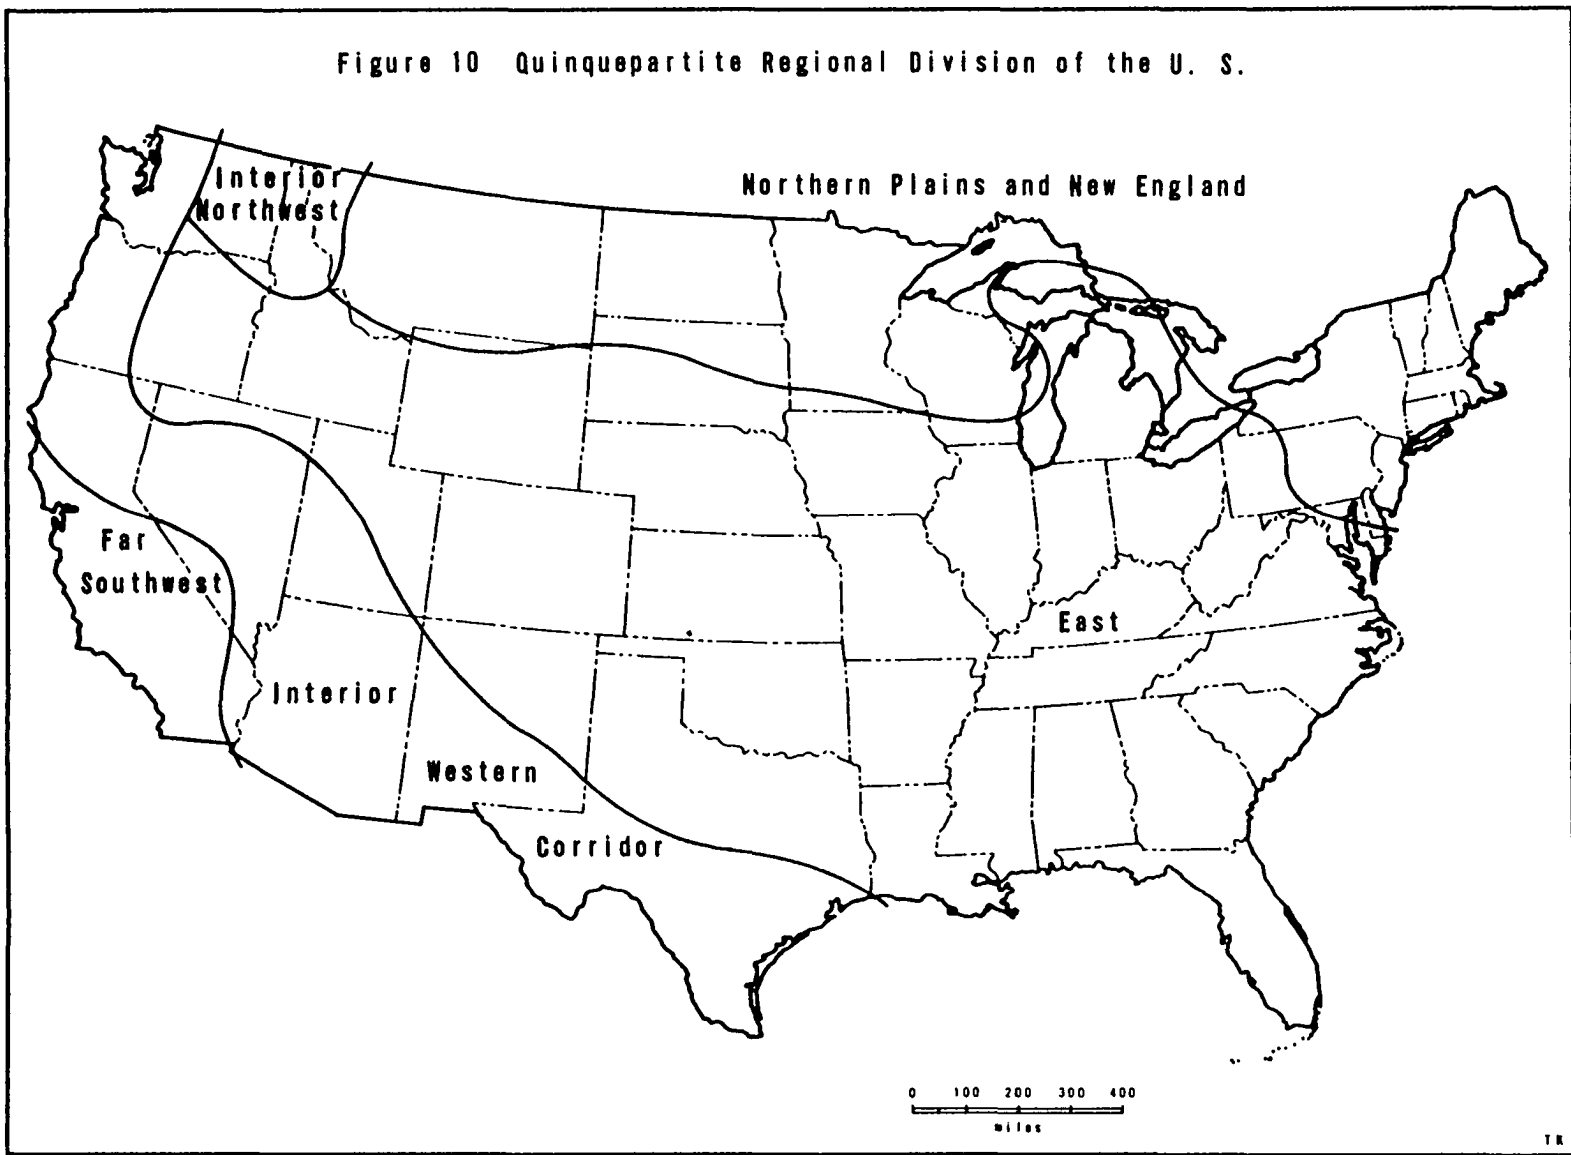 Figure 10 Quinquepartite Regional Division of the U. S.
Interior
Northwest
Northern Plains and New England
Far
Southwest
East
Interior
Western
Corridor
0 100 200 300 400
miles
TK